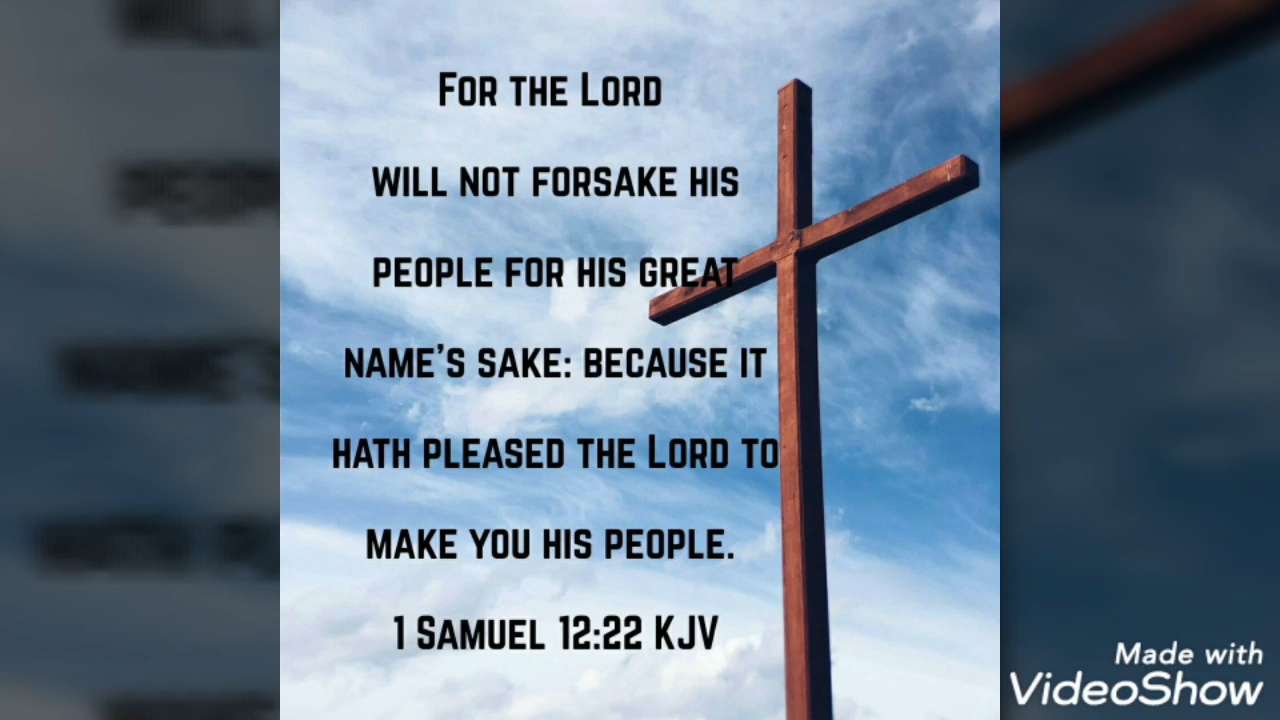 For the Lord
will not forsake his
people for his great
name's sake: because it
hath pleased the Lord to
make you his people.
1 Samuel 12:22 KJV
Made with
VideoShow